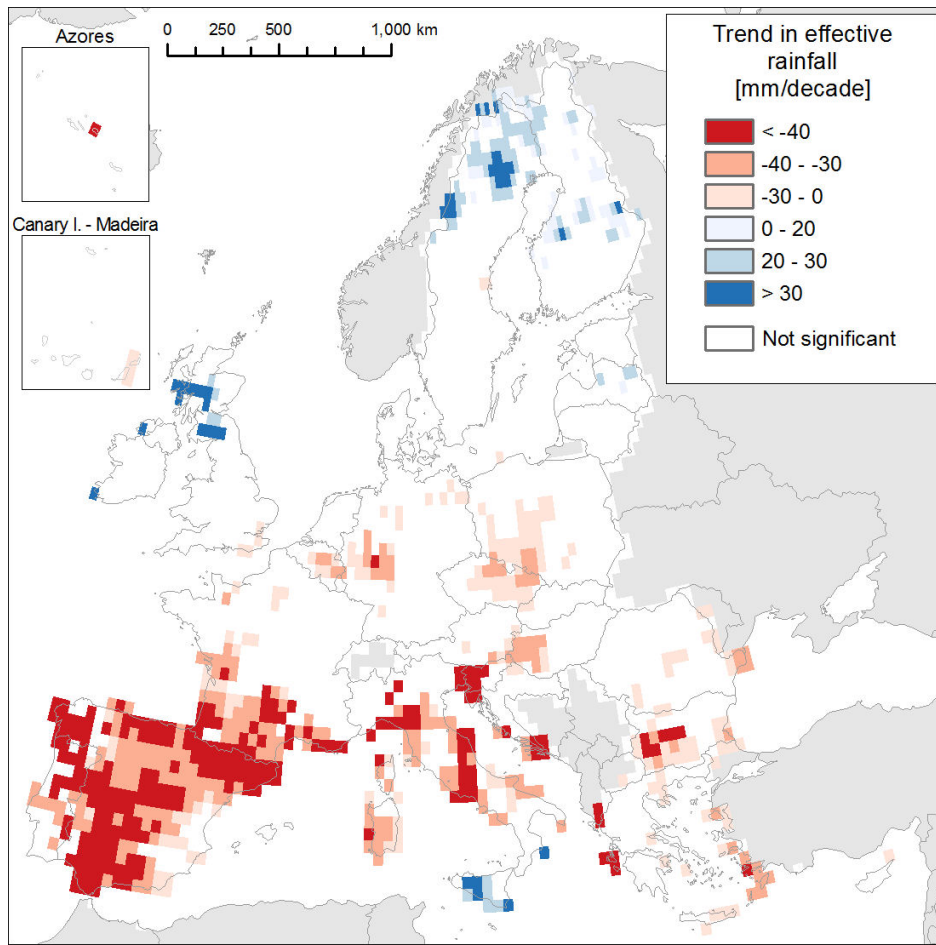 Azores
0 250 500 1,000 km
Canary I. - Madeira
Trend in effective
rainfall
[mm/decade]
< -40
-40 - -30
-30 - 0
0 - 20
20 - 30
> 30
Not significant